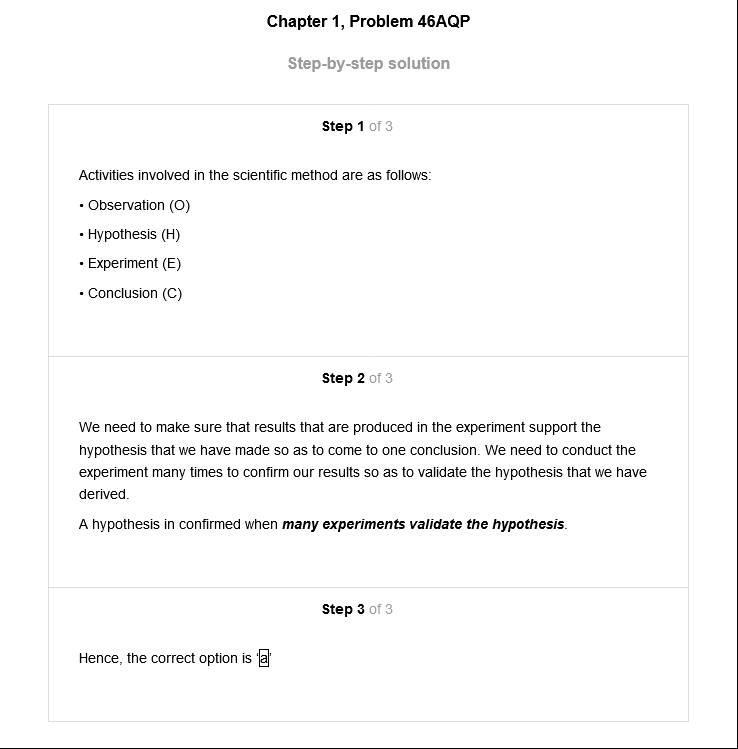 Chapter 1, Problem 46AQP
Step-by-step solution
Step 1 of 3
Activities involved in the scientific method are as follows:
• Observation (O)
• Hypothesis (H)
• Experiment (E)
• Conclusion (C)
Step 2 of 3
We need to make sure that results that are produced in the experiment support the
hypothesis that we have made so as to come to one conclusion. We need to conduct the
experiment many times to confirm our results so as to validate the hypothesis that we have
derived.
A hypothesis in confirmed when many experiments validate the hypothesis.
Step 3 of 3
Hence, the correct option is ‘a’